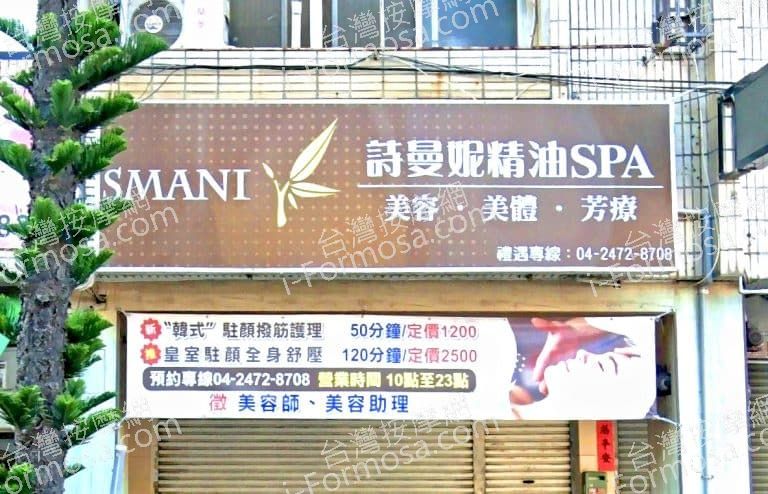 SMANI
詩曼妮精油SPA
美容 美體・芳療
禮遇專線：04-2472-8708
新 "韓式" 駐顏撥筋護理 50分鐘/定價1200
推 皇室駐顏全身舒壓 120分鐘/定價2500
預約專線04-2472-8708 營業時間 10點至23點
徵 美容師、美容助理
台灣按摩網
i-Formosa.com